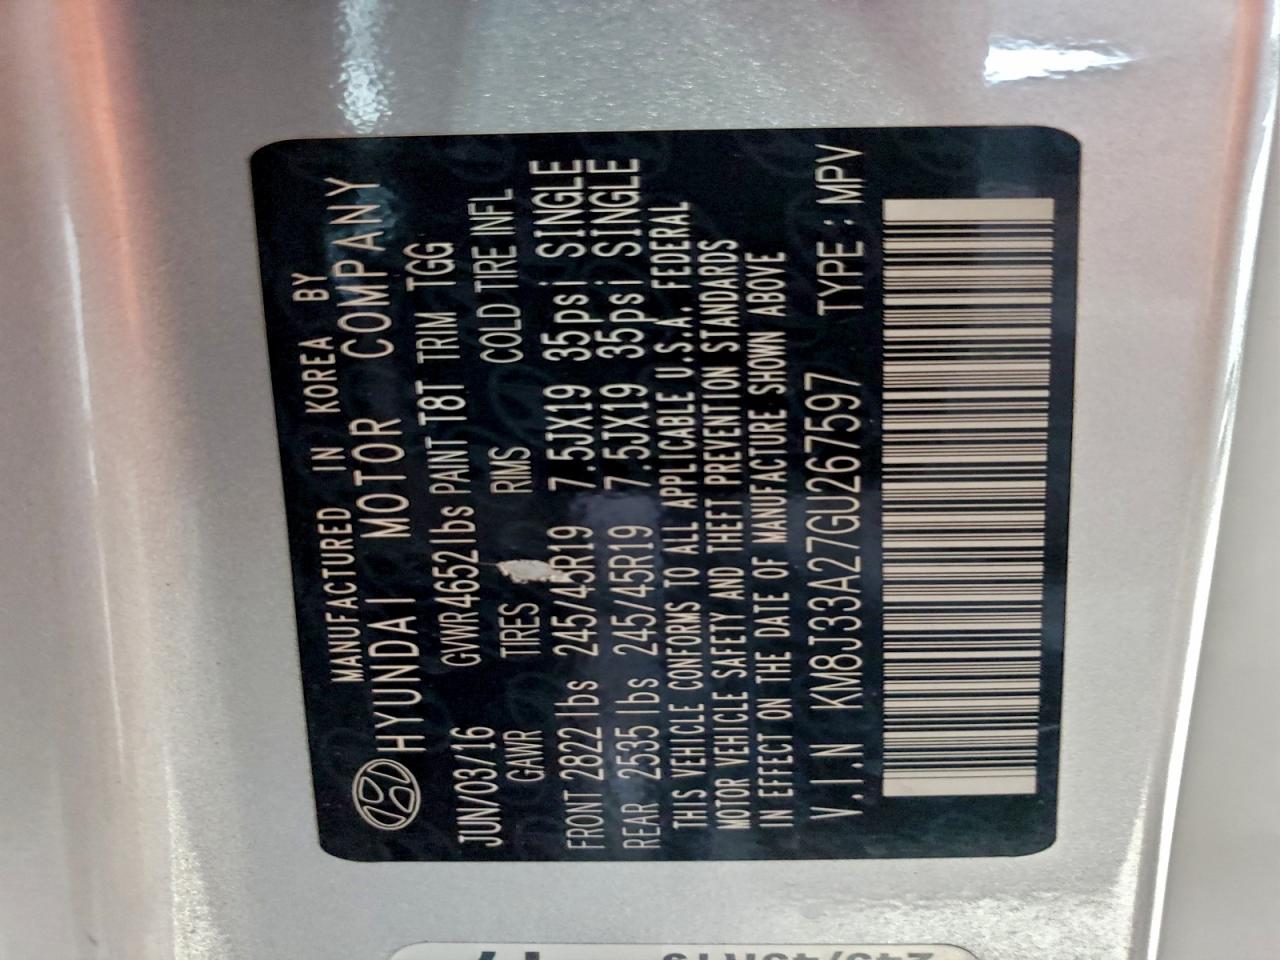 MANUFACTURED IN KOREA BY
HYUNDAI MOTOR COMPANY
JUN/03/16 GVWR 4652lbs PAINT T8T TRIM TGG
GAWR TIRES RIMS COLD TIRE INFL
FRONT 2822lbs 245/45R19 7.5JX19 35psi SINGLE
REAR 2535lbs 245/45R19 7.5JX19 35psi SINGLE
THIS VEHICLE CONFORMS TO ALL APPLICABLE U.S.A. FEDERAL
MOTOR VEHICLE SAFETY AND THEFT PREVENTION STANDARDS
IN EFFECT ON THE DATE OF MANUFACTURE SHOWN ABOVE
V.I.N KM8J33A27GU267597 TYPE : MPV